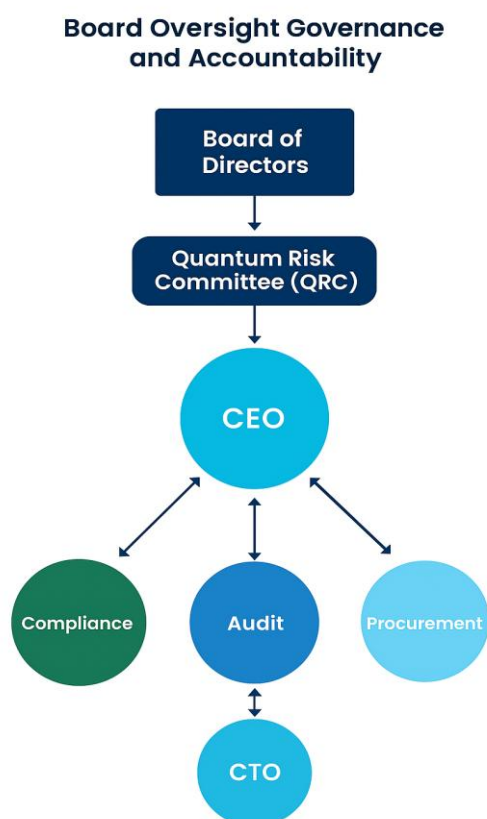 Board Oversight Governance
and Accountability
Board of
Directors
Quantum Risk
Committee (QRC)
CEO
Compliance
Audit
Procurement
CTO